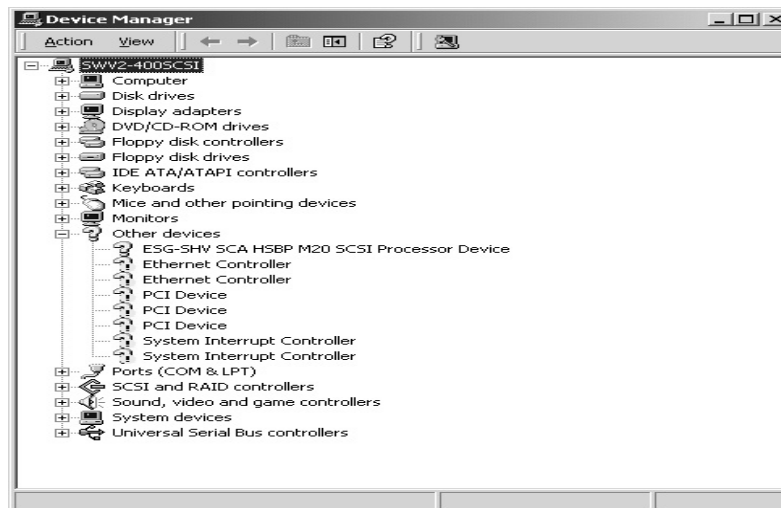 Device Manager
Action View
SWV2-400SCSI
Computer
Disk drives
Display adapters
DVD/CD-ROM drives
Floppy disk controllers
Floppy disk drives
IDE ATA/ATAPI controllers
Keyboards
Mice and other pointing devices
Monitors
Other devices
ESG-SHV SCA HSBP M20 SCSI Processor Device
Ethernet Controller
Ethernet Controller
PCI Device
PCI Device
PCI Device
System Interrupt Controller
System Interrupt Controller
Ports (COM & LPT)
SCSI and RAID controllers
Sound, video and game controllers
System devices
Universal Serial Bus controllers